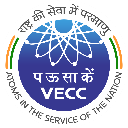 राष्ट्र की सेवा में परमाणु
प ऊ सा कें
VECC
ATOMS IN THE SERVICE OF THE NATION